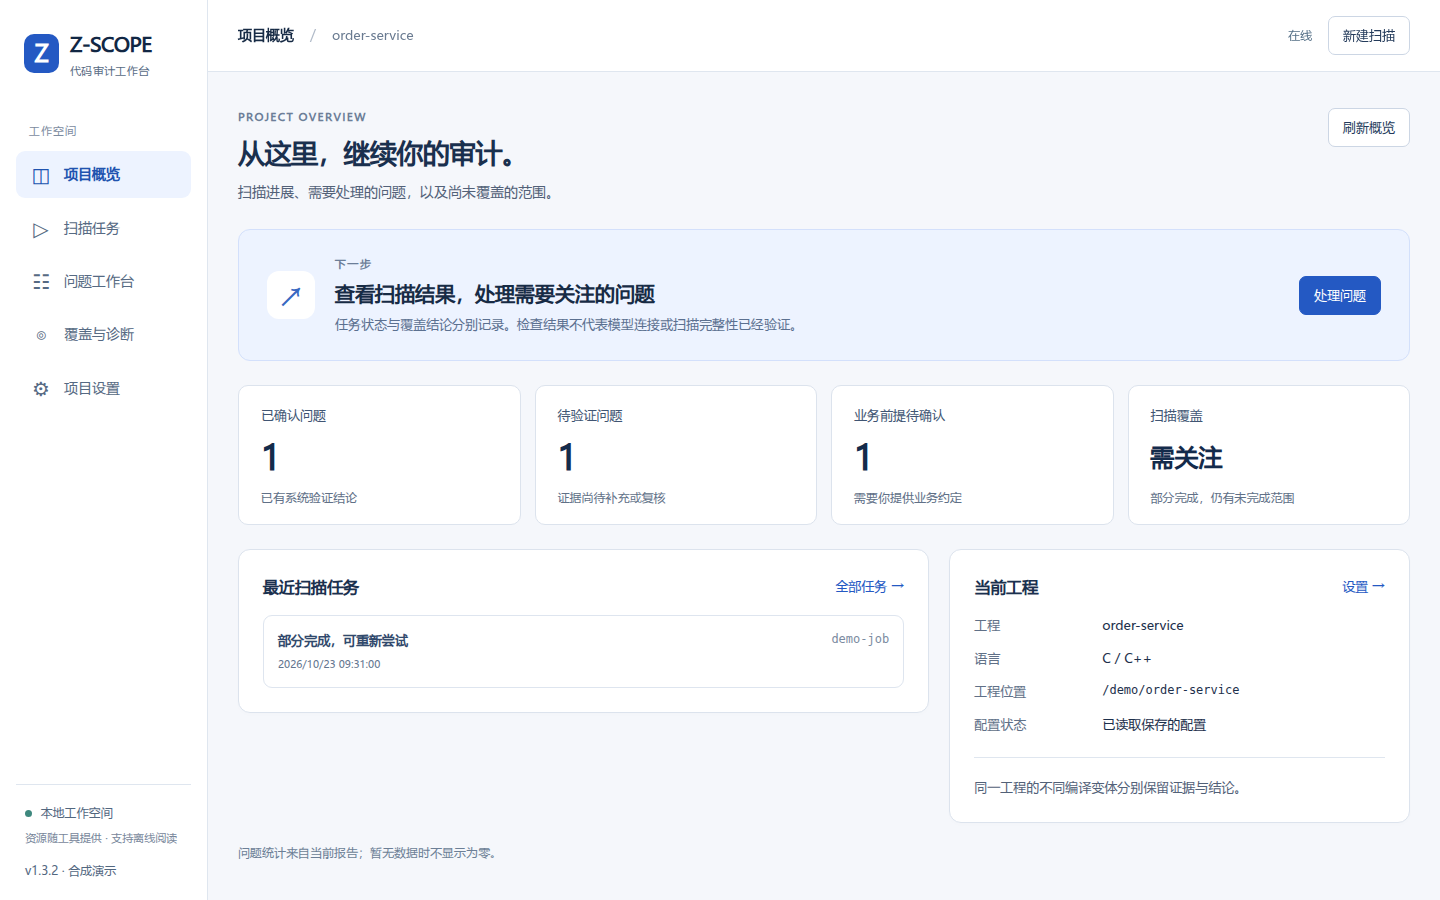 Z
Z-SCOPE
代码审计工作台
工作空间
项目概览
扫描任务
问题工作台
覆盖与诊断
项目设置
本地工作空间
资源随工具提供 · 支持离线阅读
v1.3.2 · 合成演示
项目概览 / order-service
在线
新建扫描
PROJECT OVERVIEW
从这里，继续你的审计。
扫描进展、需要处理的问题，以及尚未覆盖的范围。
刷新概览
下一步
查看扫描结果，处理需要关注的问题
任务状态与覆盖结论分别记录。检查结果不代表模型连接或扫描完整性已经验证。
处理问题
已确认问题
1
已有系统验证结论
待验证问题
1
证据尚待补充或复核
业务前提待确认
1
需要你提供业务约定
扫描覆盖
需关注
部分完成，仍有未完成范围
最近扫描任务
全部任务 →
部分完成，可重新尝试
demo-job
2026/10/23 09:31:00
当前工程
设置 →
工程 order-service
语言 C / C++
工程位置 /demo/order-service
配置状态 已读取保存的配置
同一工程的不同编译变体分别保留证据与结论。
问题统计来自当前报告；暂无数据时不显示为零。